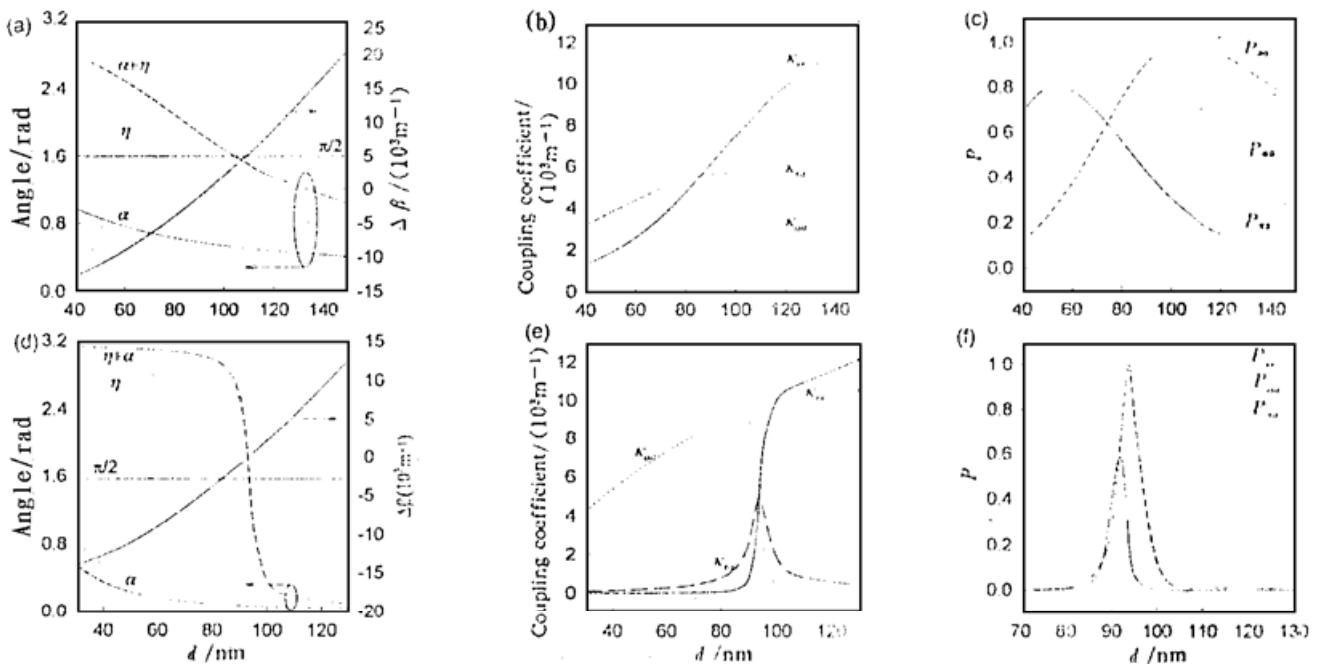 (a)
3.2
2.4
1.6
0.8
0.0
Angle/rad
α+η
η
π/2
α
25
20
15
10
5
0
-5
-10
-15
Δβ/(10³m⁻¹)
40 60 80 100 120 140
(b)
12
10
8
6
4
2
0
Coupling coefficient/
(10³m⁻¹)
40 60 80 100 120 140
(c)
1.0
0.8
0.6
0.4
0.2
0.0
P
40 60 80 100 120 140
(d)
3.2
2.4
1.6
0.8
0.0
Angle/rad
η+α
η
π/2
α
15
10
5
0
-5
-10
-15
-20
Δβ(10³m⁻¹)
40 60 80 100 120
d /nm
(e)
12
10
8
6
4
2
0
Coupling coefficient/(10³m⁻¹)
40 60 80 100 120
d /nm
(f)
1.0
0.8
0.6
0.4
0.2
0.0
P
70 80 90 100 110 120 130
d /nm